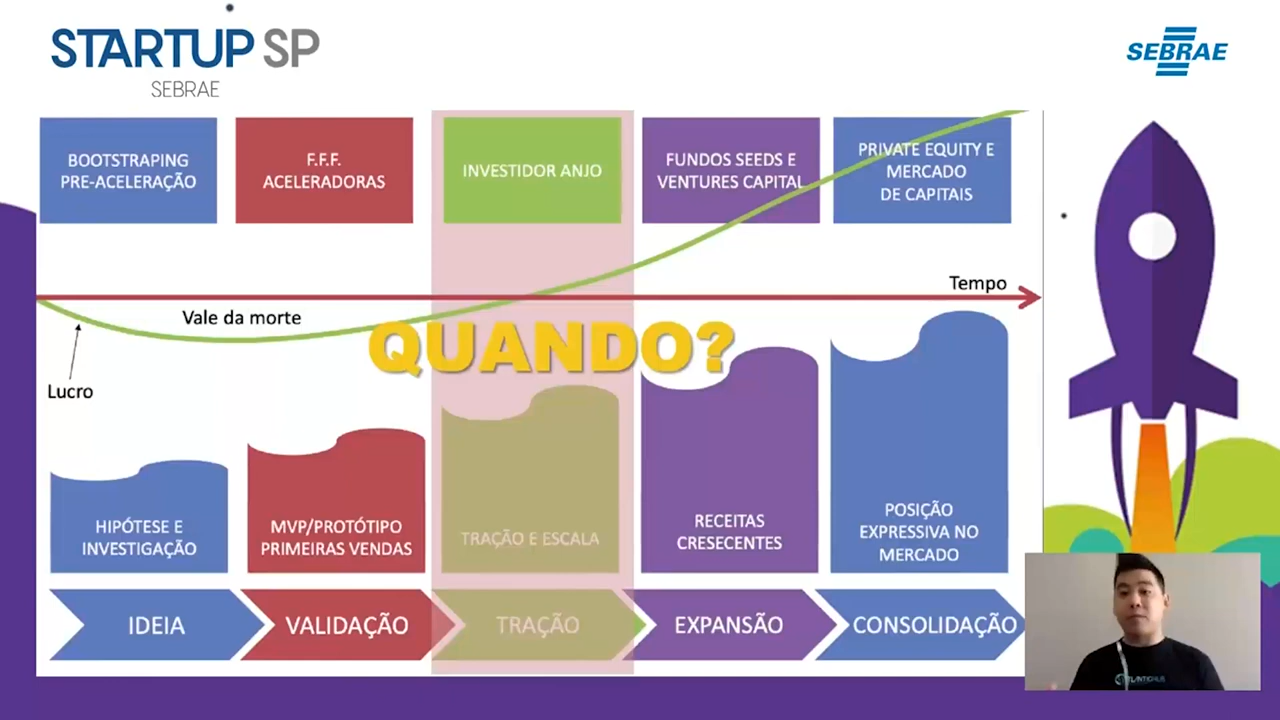 STARTUP SP
SEBRAE
SEBRAE
BOOTSTRAPING
PRE-ACELERAÇÃO
F.F.F.
ACELERADORAS
INVESTIDOR ANJO
FUNDOS SEEDS E
VENTURES CAPITAL
PRIVATE EQUITY E
MERCADO
DE CAPITAIS
Tempo
Vale da morte
QUANDO?
Lucro
HIPÓTESE E
INVESTIGAÇÃO
MVP/PROTÓTIPO
PRIMEIRAS VENDAS
TRAÇÃO E ESCALA
RECEITAS
CRESECENTES
POSIÇÃO
EXPRESSIVA NO
MERCADO
IDEIA
VALIDAÇÃO
TRAÇÃO
EXPANSÃO
CONSOLIDAÇÃO